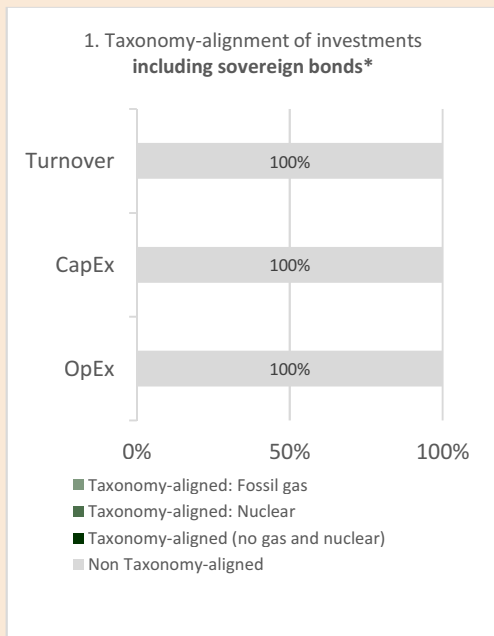 1. Taxonomy-alignment of investments
including sovereign bonds*
Turnover
100%
CapEx
100%
OpEx
100%
0% 50% 100%
Taxonomy-aligned: Fossil gas
Taxonomy-aligned: Nuclear
Taxonomy-aligned (no gas and nuclear)
Non Taxonomy-aligned